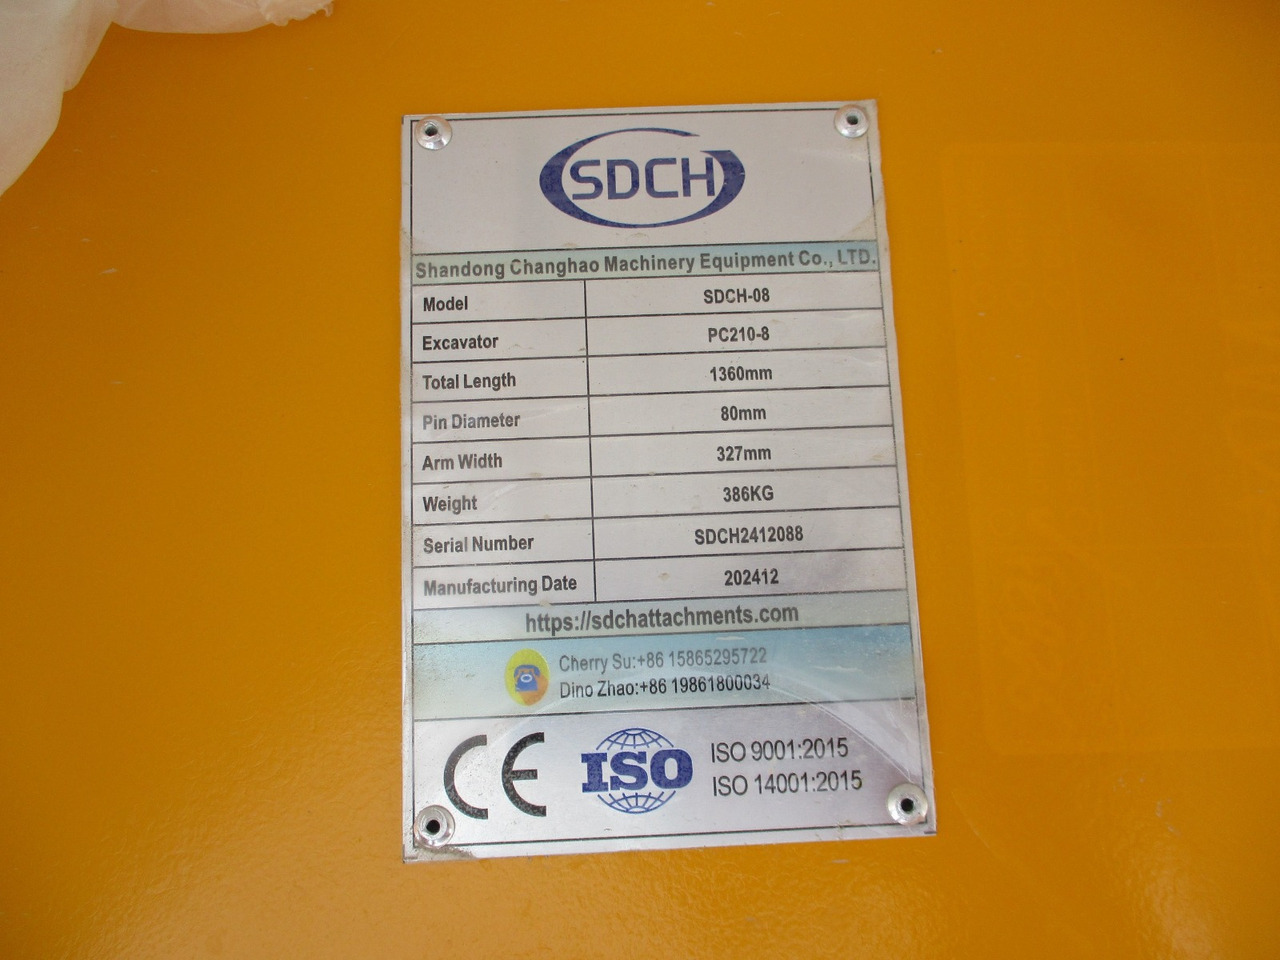 SDCH
Shandong Changhao Machinery Equipment Co., LTD.
Model SDCH-08
Excavator PC210-8
Total Length 1360mm
Pin Diameter 80mm
Arm Width 327mm
Weight 386KG
Serial Number SDCH2412088
Manufacturing Date 202412
https://sdchattachments.com
Cherry Su:+86 15865295722
Dino Zhao:+86 19861800034
CE ISO ISO 9001:2015
ISO 14001:2015